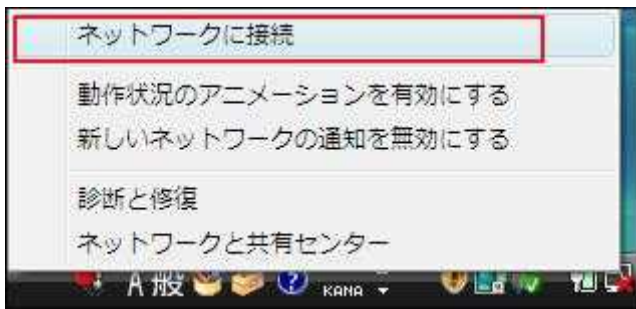 ネットワークに接続
動作状況のアニメーションを有効にする
新しいネットワークの通知を無効にする
診断と修復
ネットワークと共有センター
A 般 ? KANA